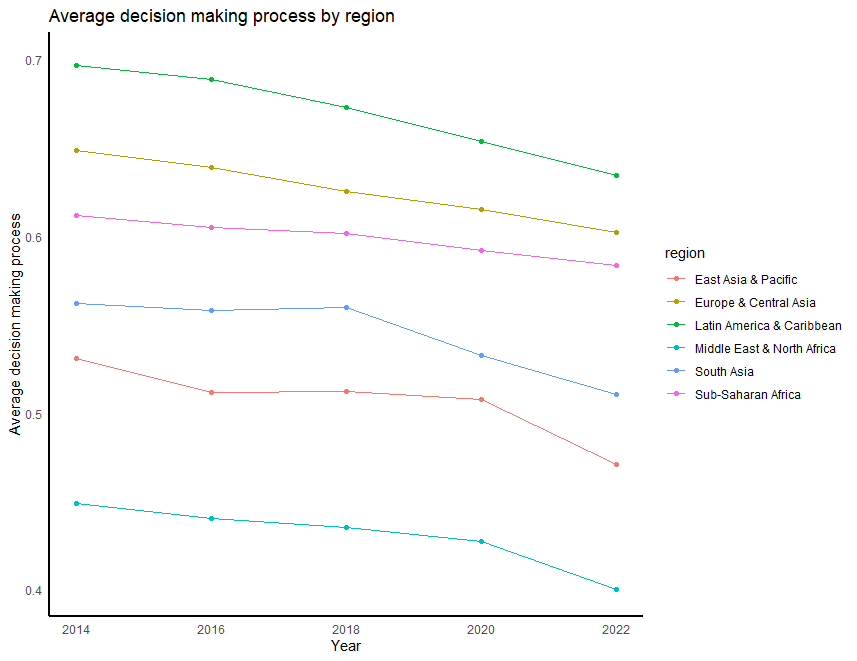 Average decision making process by region
Average decision making process
0.7
0.6
0.5
0.4
2014
2016
2018
2020
2022
Year
region
East Asia & Pacific
Europe & Central Asia
Latin America & Caribbean
Middle East & North Africa
South Asia
Sub-Saharan Africa